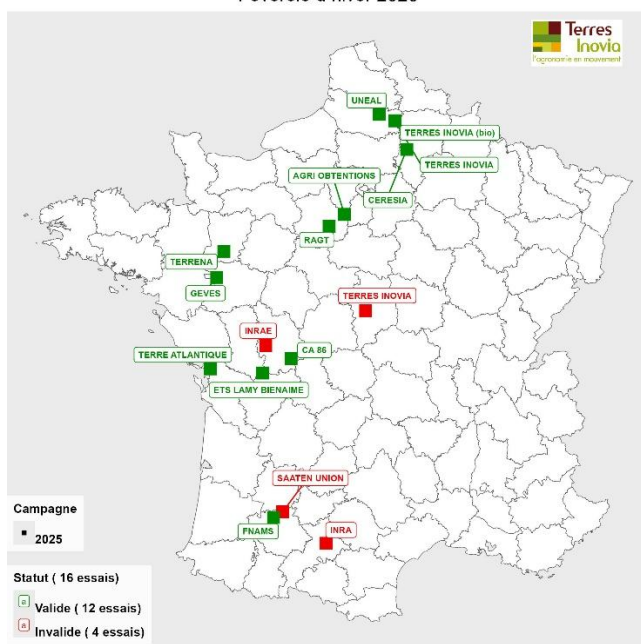 Terres
Inovia
l'agronomie en mouvement
UNEAL
TERRES INOVIA (bio)
TERRES INOVIA
AGRI OBTENTIONS
CERESIA
RAGT
TERRENA
GEVES
TERRES INOVIA
INRAE
CA 86
TERRE ATLANTIQUE
ETS LAMY BIENAIME
SAATEN UNION
FNAMS
INRA
Campagne
2025
Statut ( 16 essais)
a Valide ( 12 essais)
a Invalide ( 4 essais)